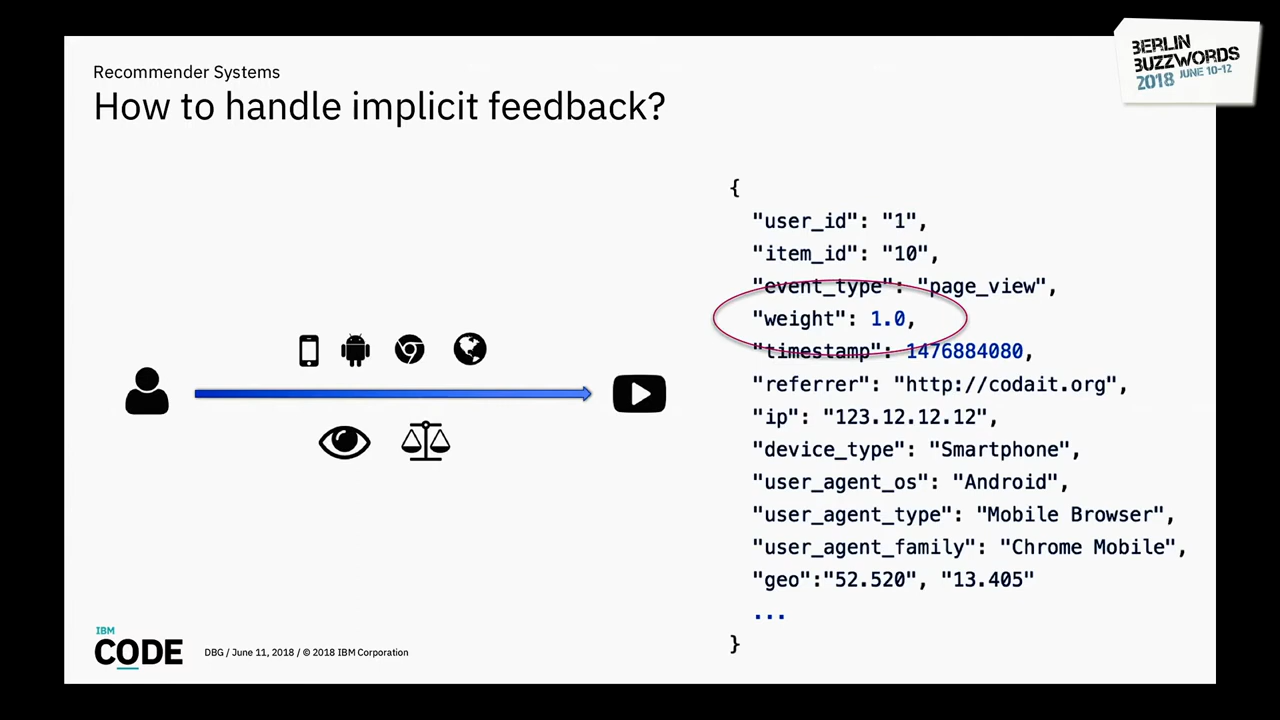 BERLIN
BUZZWORDS
2018 JUNE 10-12
Recommender Systems
How to handle implicit feedback?
{
"user_id": "1",
"item_id": "10",
"event_type": "page_view",
"weight": 1.0,
"timestamp": 1476884080,
"referrer": "http://codait.org",
"ip": "123.12.12.12",
"device_type": "Smartphone",
"user_agent_os": "Android",
"user_agent_type": "Mobile Browser",
"user_agent_family": "Chrome Mobile",
"geo":"52.520", "13.405"
...
}
IBM
CODE
DBG / June 11, 2018 / © 2018 IBM Corporation